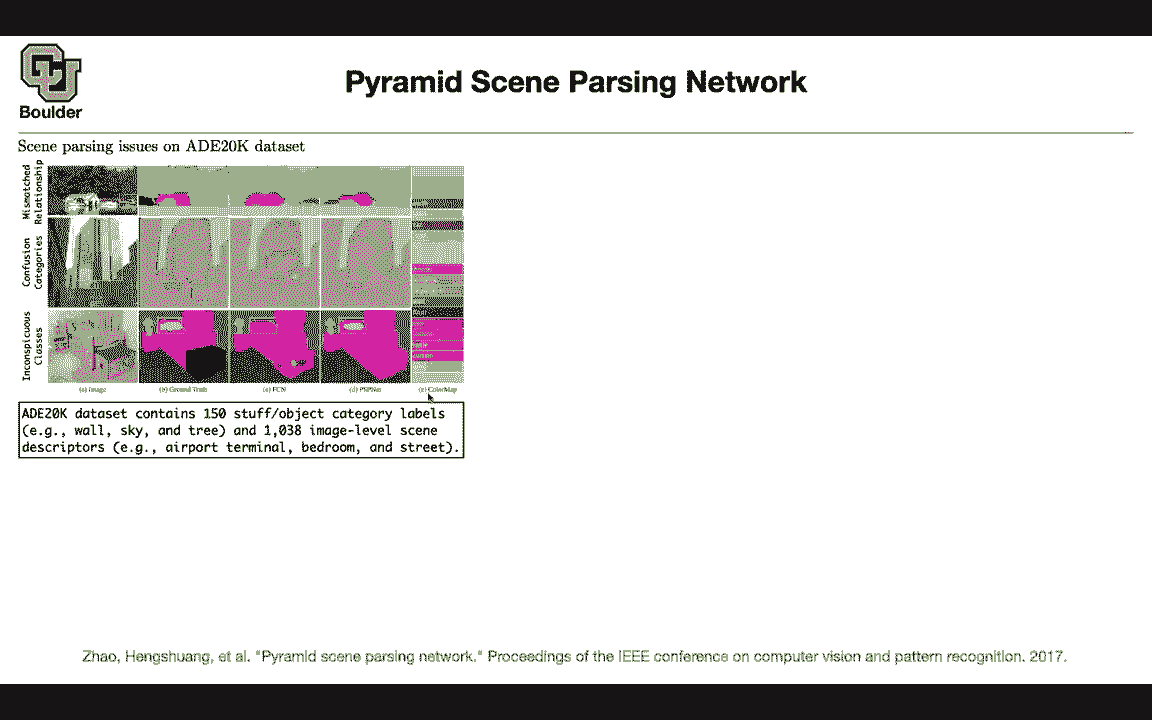 Boulder
Pyramid Scene Parsing Network
Scene parsing issues on ADE20K dataset
Mismatched
Relationship
Confusion
Categories
Inconspicuous
Classes
(a) Image
(b) Ground Truth
(c) FCN
(d) PSPNet
(e) ColorMap
ADE20K dataset contains 150 stuff/object category labels
(e.g., wall, sky, and tree) and 1,038 image-level scene
descriptors (e.g., airport terminal, bedroom, and street).
Zhao, Hengshuang, et al. "Pyramid scene parsing network." Proceedings of the IEEE conference on computer vision and pattern recognition. 2017.